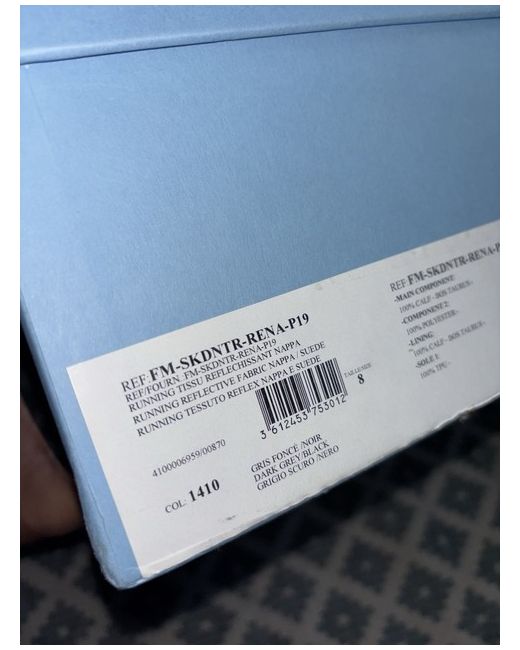 REF:FM-SKDNTR-RENA-P19
REF.FOURN. :FM-SKDNTR-RENA-P19
RUNNING TISSU REFLECHISSANT NAPPA
RUNNING REFLECTIVE FABRIC NAPPA / SUEDE
RUNNING TESSUTO REFLEX NAPPA E SUEDE
TAILLE/SIZE
8
3 612453 753012
4100006959/00870
GRIS FONCÉ /NOIR
DARK GREY/BLACK
GRIGIO SCURO /NERO
COL: 1410
REF:FM-SKDNTR-RENA-P
-MAIN COMPONENT:
100% CALF - BOS TAURUS -
-COMPONENT 2:
100% POLYESTER -
-LINING:
100% CALF - BOS TAURUS -
-SOLE 1:
100% TPU -